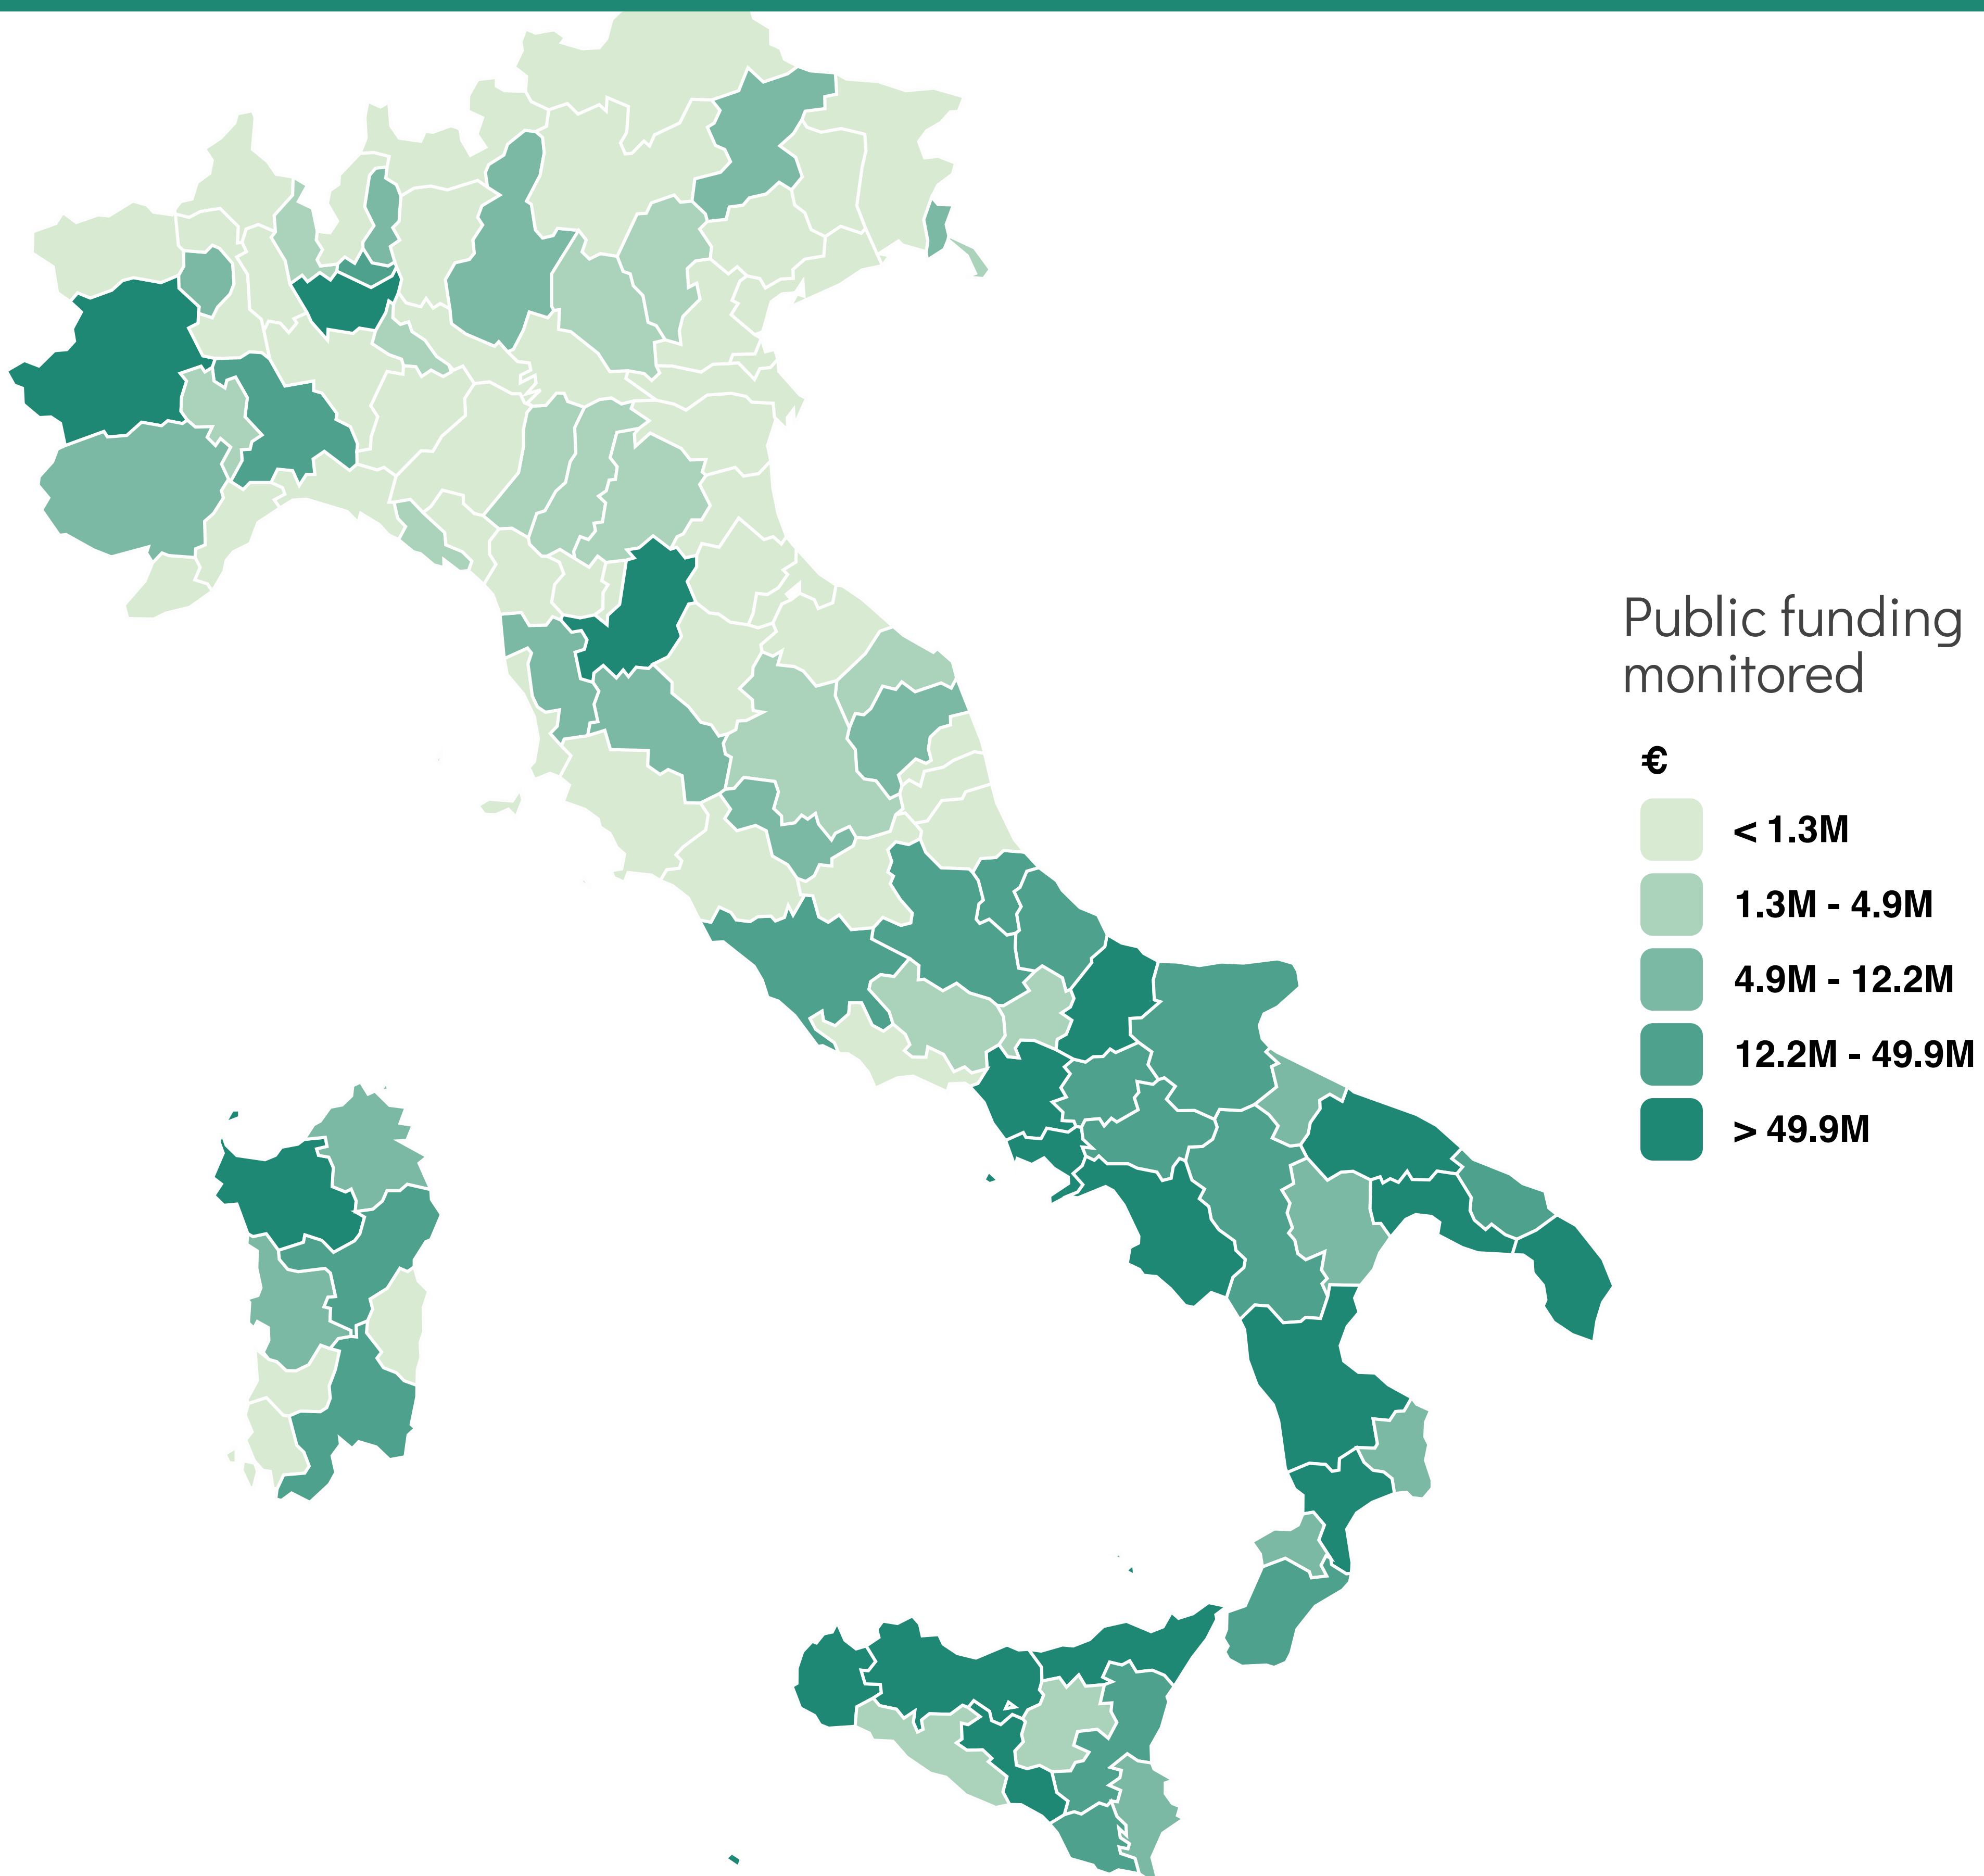 Public funding
monitored
€
< 1.3M
1.3M - 4.9M
4.9M - 12.2M
12.2M - 49.9M
> 49.9M